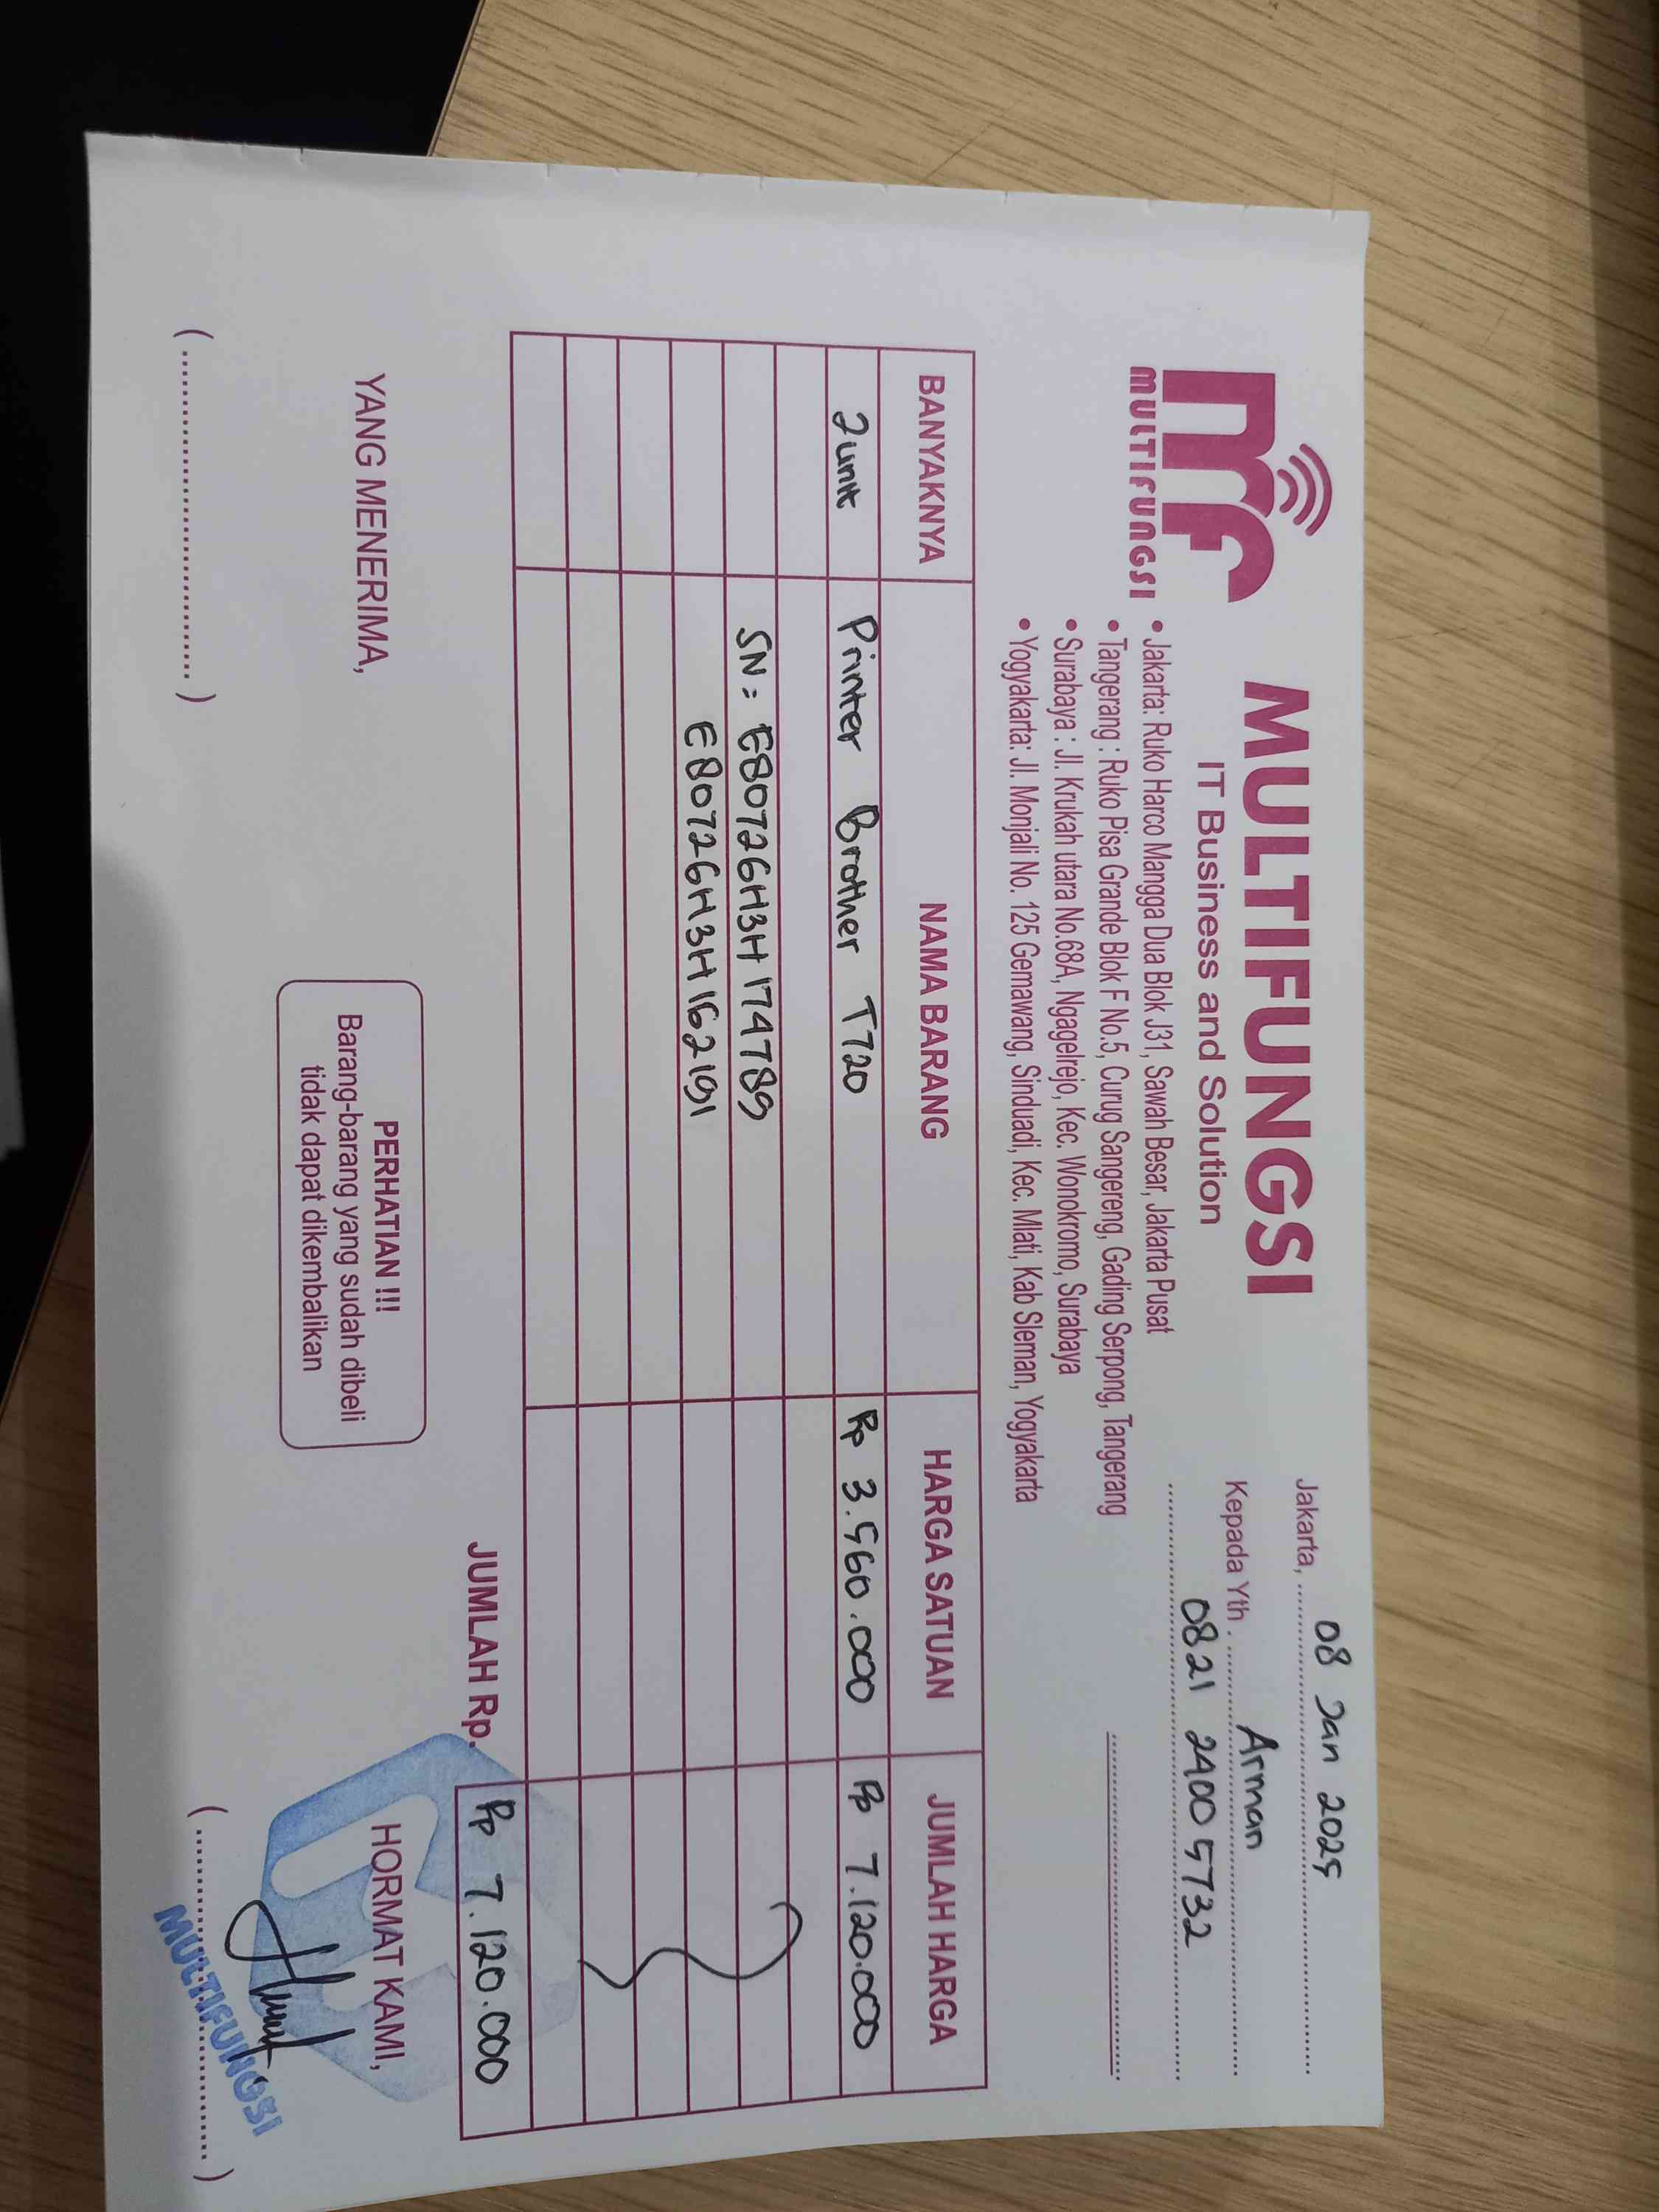 MULTIFUNGSI
MULTIFUNGSI
IT Business and Solution
• Jakarta: Ruko Harco Mangga Dua Blok J31, Sawah Besar, Jakarta Pusat
• Tangerang : Ruko Pisa Grande Blok F No.5, Curug Sangereng, Gading Serpong, Tangerang
• Surabaya : Jl. Krukah utara No.68A, Ngagelrejo, Kec. Wonokromo, Surabaya
• Yogyakarta: Jl. Monjali No. 125 Gemawang, Sinduadi, Kec. Mlati, Kab Sleman, Yogyakarta
Jakarta, 08 Jan 2025
Kepada Yth. Arman
0821 2400 5732
BANYAKNYA NAMA BARANG HARGA SATUAN JUMLAH HARGA
2 unit Printer Brother T720 Rp 3.560.000 Rp 7.120.000
SN = E80726H3H174789
E80726H3H162191
JUMLAH Rp. Rp 7.120.000
YANG MENERIMA,
PERHATIAN !!!
Barang-barang yang sudah dibeli
tidak dapat dikembalikan
HORMAT KAMI,
MULTIFUNGSI